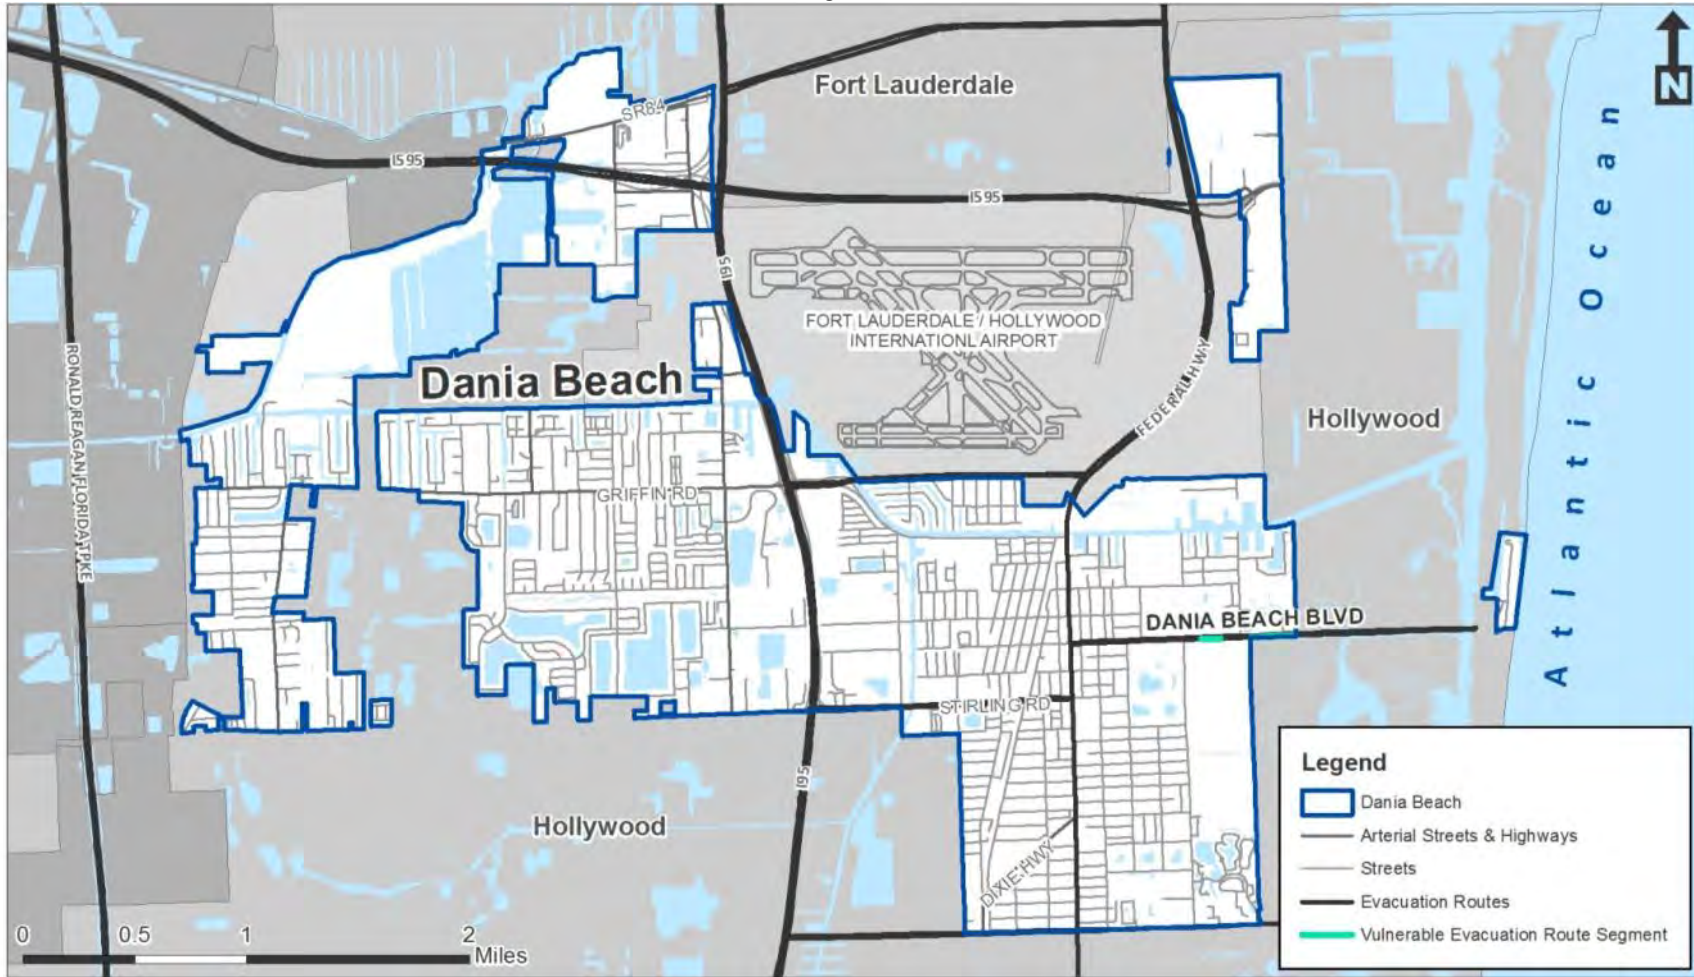 N
Fort Lauderdale
SR84
I595
I595
Atlantic Ocean
I95
FORT LAUDERDALE / HOLLYWOOD
INTERNATIONL AIRPORT
RONALD REAGAN FLORIDA TPKE
Dania Beach
FEDERAL HWY
Hollywood
GRIFFIN RD
DANIA BEACH BLVD
STIRLING RD
I95
Hollywood
DIXIE HWY
Legend
Dania Beach
Arterial Streets & Highways
Streets
Evacuation Routes
Vulnerable Evacuation Route Segment
0 0.5 1 2
Miles